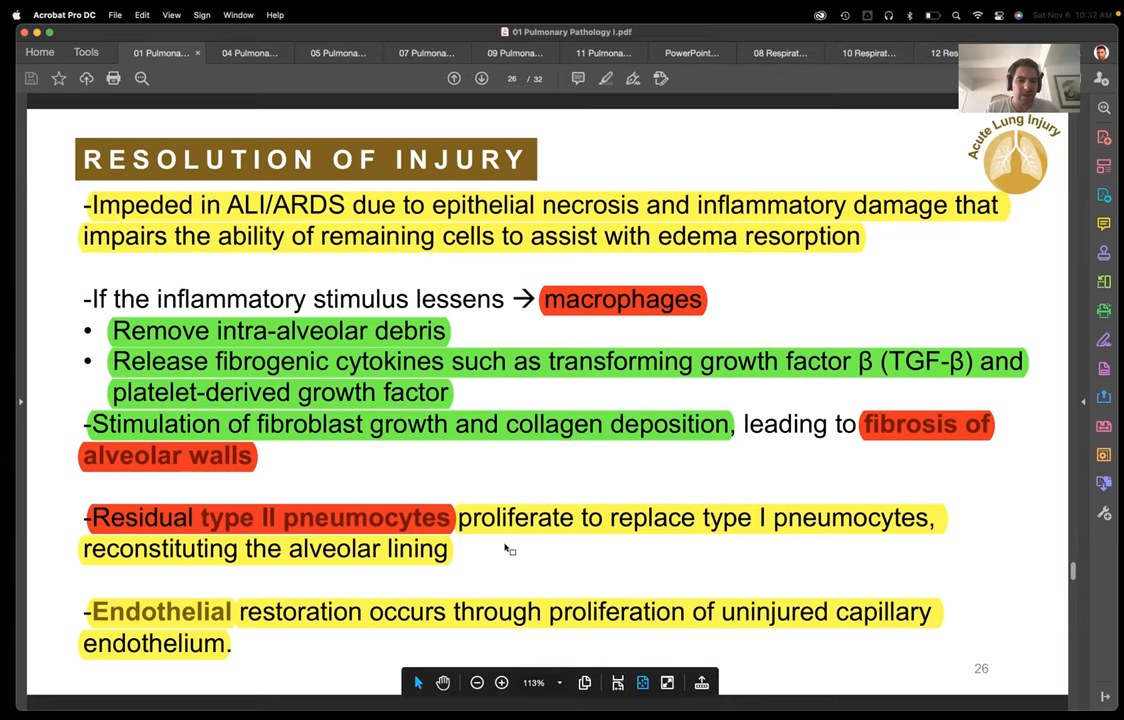 Acrobat Pro DC File Edit View Sign Window Help Sat Nov 6 10:32 AM
01 Pulmonary Pathology I.pdf
Home Tools 01 Pulmona... × 04 Pulmona... 05 Pulmona... 07 Pulmona... 09 Pulmona... 11 Pulmona... PowerPoint... 08 Respirat... 10 Respirat... 12 Res
26 / 32
Acute Lung Injury
RESOLUTION OF INJURY
-Impeded in ALI/ARDS due to epithelial necrosis and inflammatory damage that
impairs the ability of remaining cells to assist with edema resorption
-If the inflammatory stimulus lessens → macrophages
• Remove intra-alveolar debris
• Release fibrogenic cytokines such as transforming growth factor β (TGF-β) and
platelet-derived growth factor
-Stimulation of fibroblast growth and collagen deposition, leading to fibrosis of
alveolar walls
-Residual type II pneumocytes proliferate to replace type I pneumocytes,
reconstituting the alveolar lining
-Endothelial restoration occurs through proliferation of uninjured capillary
endothelium.
26
113%